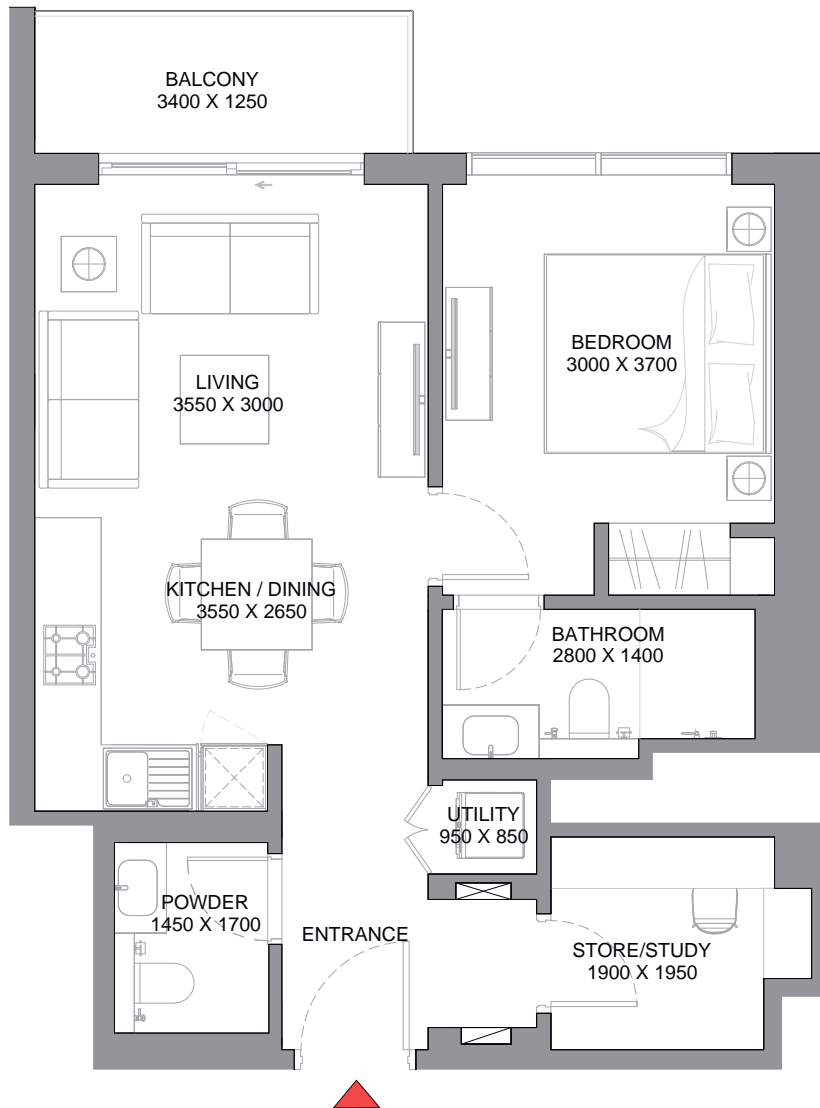 BALCONY
3400 X 1250
BEDROOM
3000 X 3700
LIVING
3550 X 3000
KITCHEN / DINING
3550 X 2650
BATHROOM
2800 X 1400
UTILITY
950 X 850
POWDER
1450 X 1700
ENTRANCE
STORE/STUDY
1900 X 1950